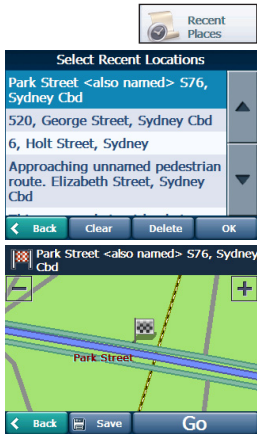 Recent
Places
Select Recent Locations
Park Street <also named> S76,
Sydney Cbd
520, George Street, Sydney Cbd
6, Holt Street, Sydney
Approaching unnamed pedestrian
route. Elizabeth Street, Sydney
Cbd
Back Clear Delete OK
Park Street <also named> S76, Sydney
Cbd
Park Street
Back Save Go